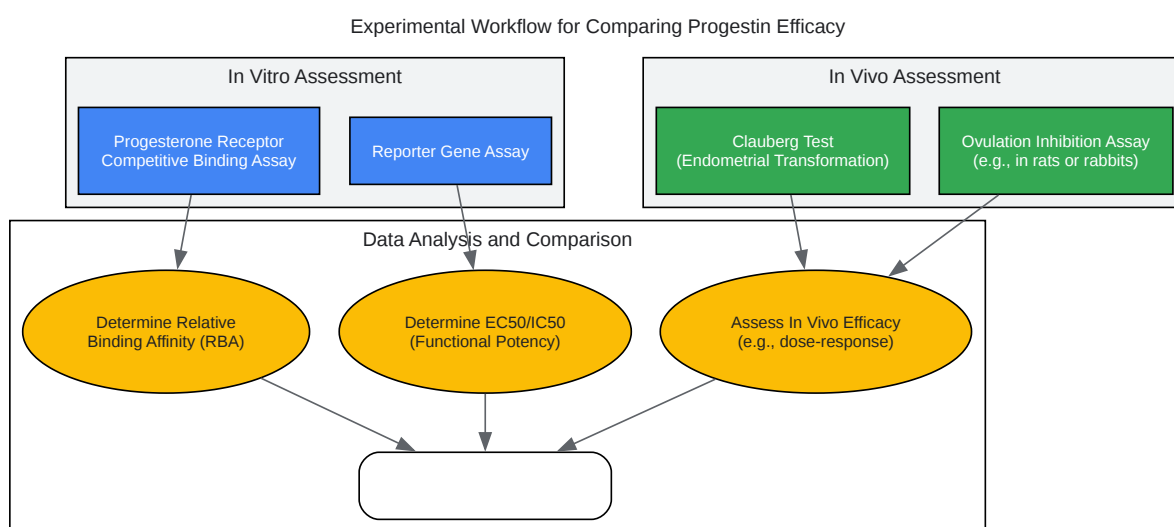 Experimental Workflow for Comparing Progestin Efficacy
In Vitro Assessment
Progesterone Receptor
Competitive Binding Assay
Reporter Gene Assay
In Vivo Assessment
Clauberg Test
(Endometrial Transformation)
Ovulation Inhibition Assay
(e.g., in rats or rabbits)
Data Analysis and Comparison
Determine Relative
Binding Affinity (RBA)
Determine EC50/IC50
(Functional Potency)
Assess In Vivo Efficacy
(e.g., dose-response)